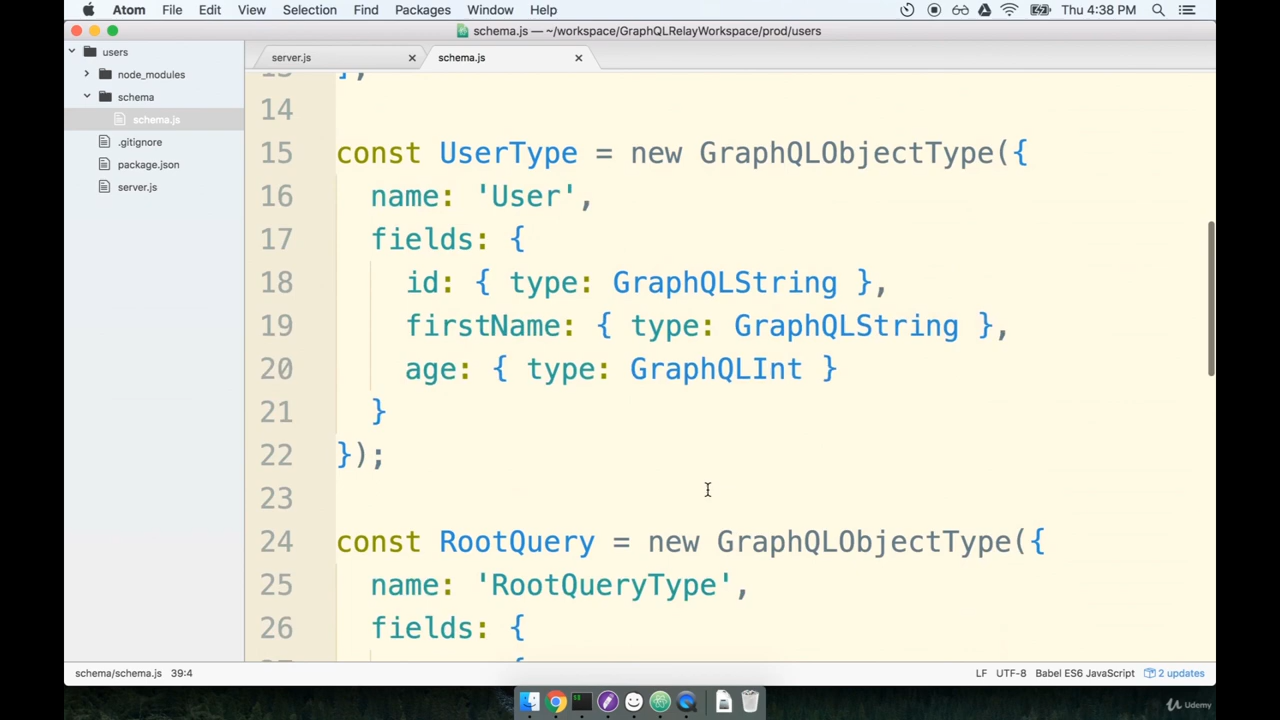 Atom File Edit View Selection Find Packages Window Help Thu 4:38 PM
schema.js — ~/workspace/GraphQLRelayWorkspace/prod/users
users
node_modules
schema
schema.js
.gitignore
package.json
server.js
server.js schema.js
14
15 const UserType = new GraphQLObjectType({
16 name: 'User',
17 fields: {
18 id: { type: GraphQLString },
19 firstName: { type: GraphQLString },
20 age: { type: GraphQLInt }
21 }
22 });
23
24 const RootQuery = new GraphQLObjectType({
25 name: 'RootQueryType',
26 fields: {
schema/schema.js 39:4 LF UTF-8 Babel ES6 JavaScript 2 updates
Udemy